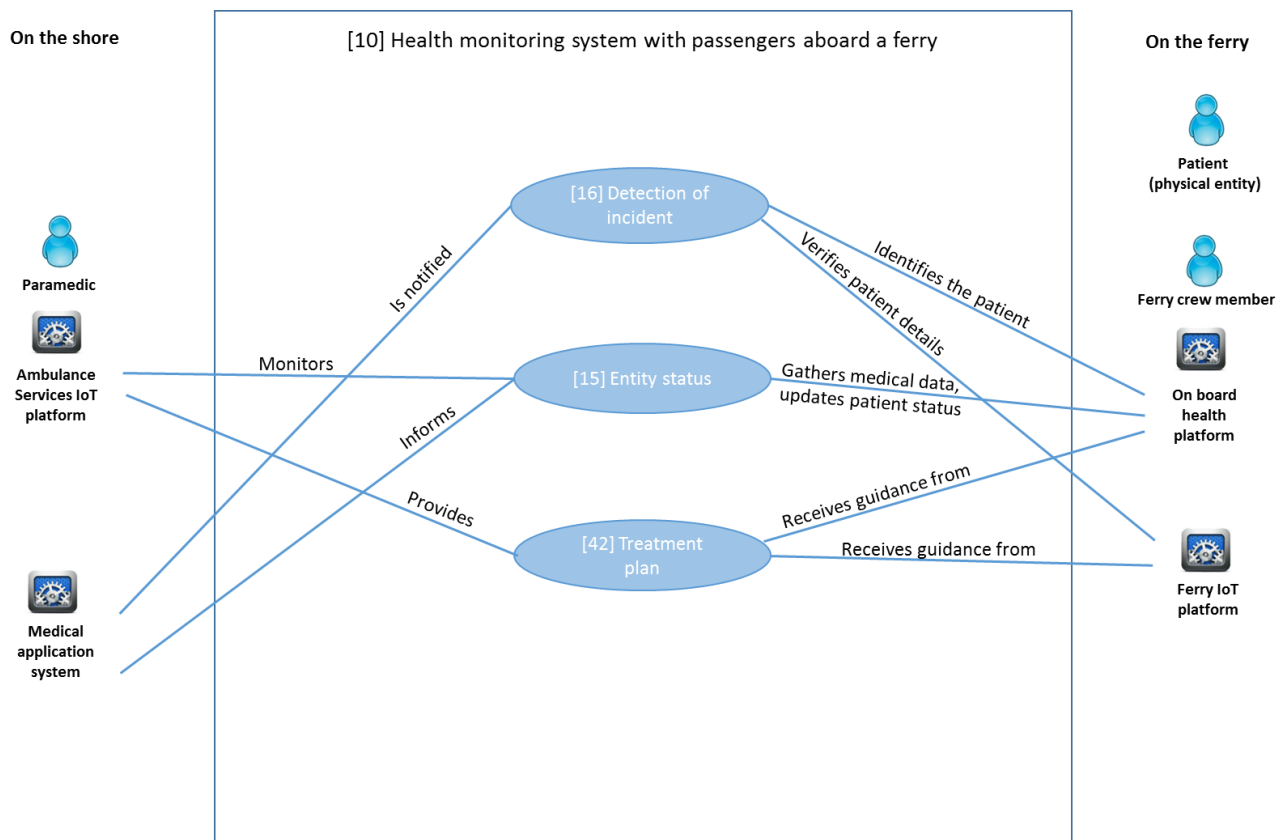 On the shore
[10] Health monitoring system with passengers aboard a ferry
On the ferry
Patient
(physical entity)
[16] Detection of
incident
Paramedic
Is notified
Verifies patient details
Identifies the patient
Ferry crew member
Ambulance
Services IoT
platform
Monitors
[15] Entity status
Gathers medical data,
updates patient status
On board
health
platform
Informs
Provides
Receives guidance from
[42] Treatment
plan
Receives guidance from
Ferry IoT
platform
Medical
application
system